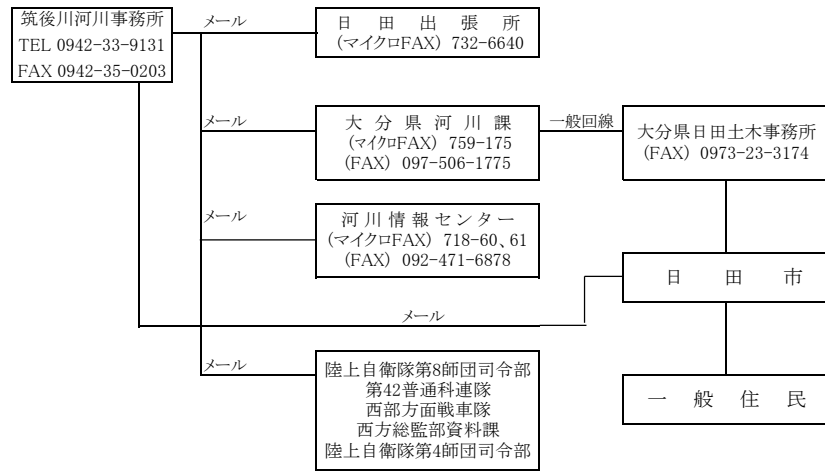 筑後川河川事務所
TEL 0942-33-9131
FAX 0942-35-0203
メール
日田出張所
(マイクロFAX) 732-6640
メール
大分県河川課
(マイクロFAX) 759-175
(FAX) 097-506-1775
一般回線
大分県日田土木事務所
(FAX) 0973-23-3174
メール
河川情報センター
(マイクロFAX) 718-60、61
(FAX) 092-471-6878
日田市
メール
メール
陸上自衛隊第8師団司令部
第42普通科連隊
西部方面戦車隊
西方総監部資料課
陸上自衛隊第4師団司令部
一般住民